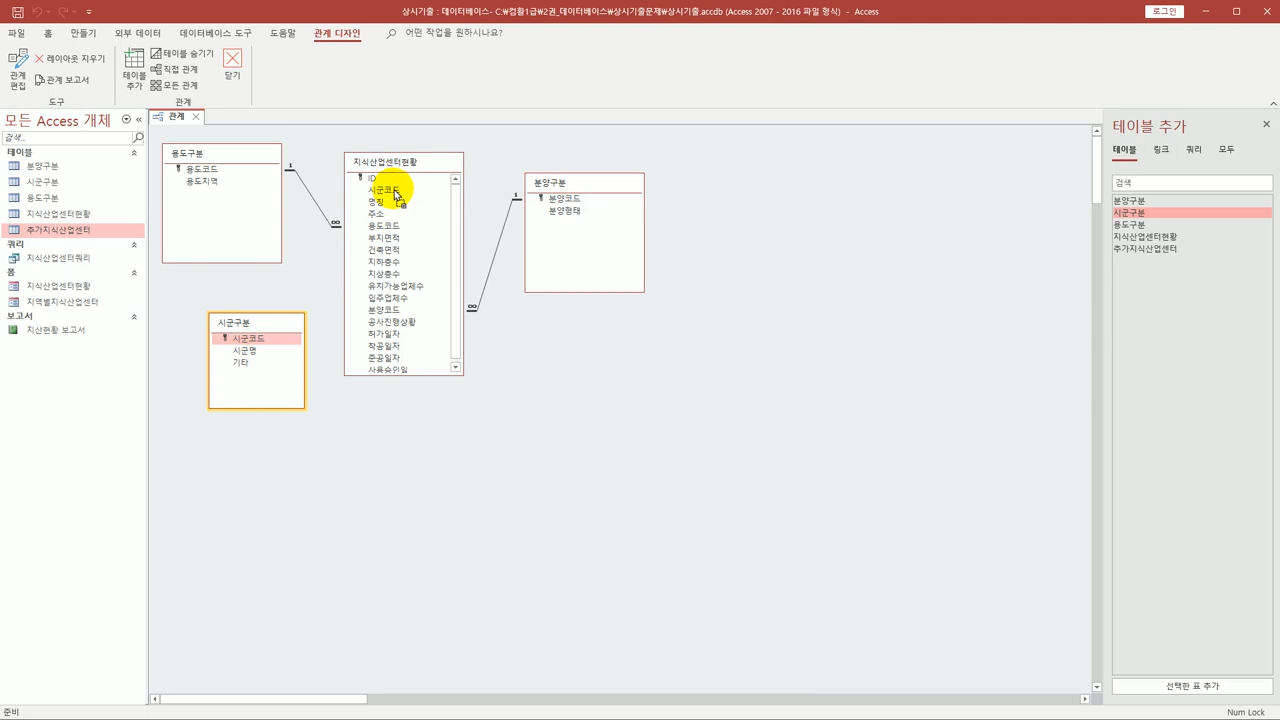 상시기출 : 데이터베이스- C:₩컴활1급₩2권_데이터베이스₩상시기출문제₩상시기출.accdb (Access 2007 - 2016 파일 형식) - Access
로그인
파일 홈 만들기 외부 데이터 데이터베이스 도구 도움말 관계 디자인 어떤 작업을 원하시나요?
관계 편집
레이아웃 지우기
관계 보고서
도구
테이블 추가
테이블 숨기기
직접 관계
모든 관계
관계
닫기
모든 Access 개체
검색...
테이블
분양구분
시군구분
용도구분
지식산업센터현황
추가지식산업센터
쿼리
지식산업센터쿼리
폼
지식산업센터현황
지역별지식산업센터
보고서
지산현황 보고서
관계
용도구분
용도코드
용도지역
1
∞
지식산업센터현황
ID
시군코드
명칭
주소
용도코드
부지면적
건축면적
지하층수
지상층수
유치가능업체수
입주업체수
분양코드
공사진행상황
허가일자
착공일자
준공일자
사용승인일
1
∞
분양구분
분양코드
분양형태
시군구분
시군코드
시군명
기타
테이블 추가
테이블 링크 쿼리 모두
검색
분양구분
시군구분
용도구분
지식산업센터현황
추가지식산업센터
선택한 표 추가
준비
Num Lock